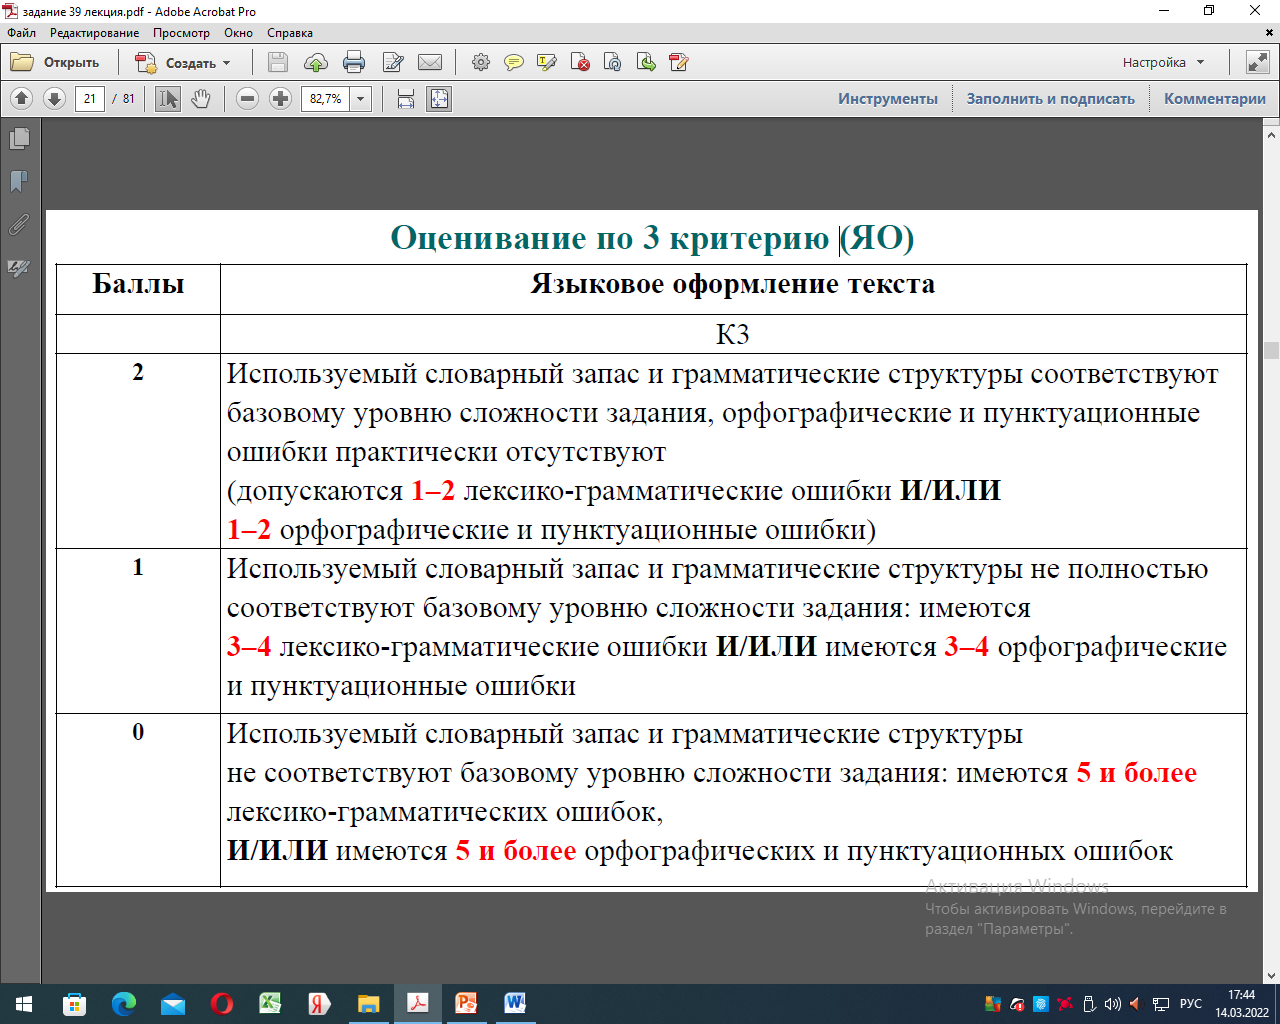 задание 39 лекция.pdf - Adobe Acrobat Pro
Файл Редактирование Просмотр Окно Справка
Открыть Создать Настройка
21 / 81 82,7% Инструменты Заполнить и подписать Комментарии
Оценивание по 3 критерию (ЯО)
Баллы Языковое оформление текста
К3
2 Используемый словарный запас и грамматические структуры соответствуют
базовому уровню сложности задания, орфографические и пунктуационные
ошибки практически отсутствуют
(допускаются 1–2 лексико-грамматические ошибки И/ИЛИ
1–2 орфографические и пунктуационные ошибки)
1 Используемый словарный запас и грамматические структуры не полностью
соответствуют базовому уровню сложности задания: имеются
3–4 лексико-грамматические ошибки И/ИЛИ имеются 3–4 орфографические
и пунктуационные ошибки
0 Используемый словарный запас и грамматические структуры
не соответствуют базовому уровню сложности задания: имеются 5 и более
лексико-грамматических ошибок,
И/ИЛИ имеются 5 и более орфографических и пунктуационных ошибок
Активация Windows
Чтобы активировать Windows, перейдите в
раздел "Параметры".
РУС
17:44
14.03.2022